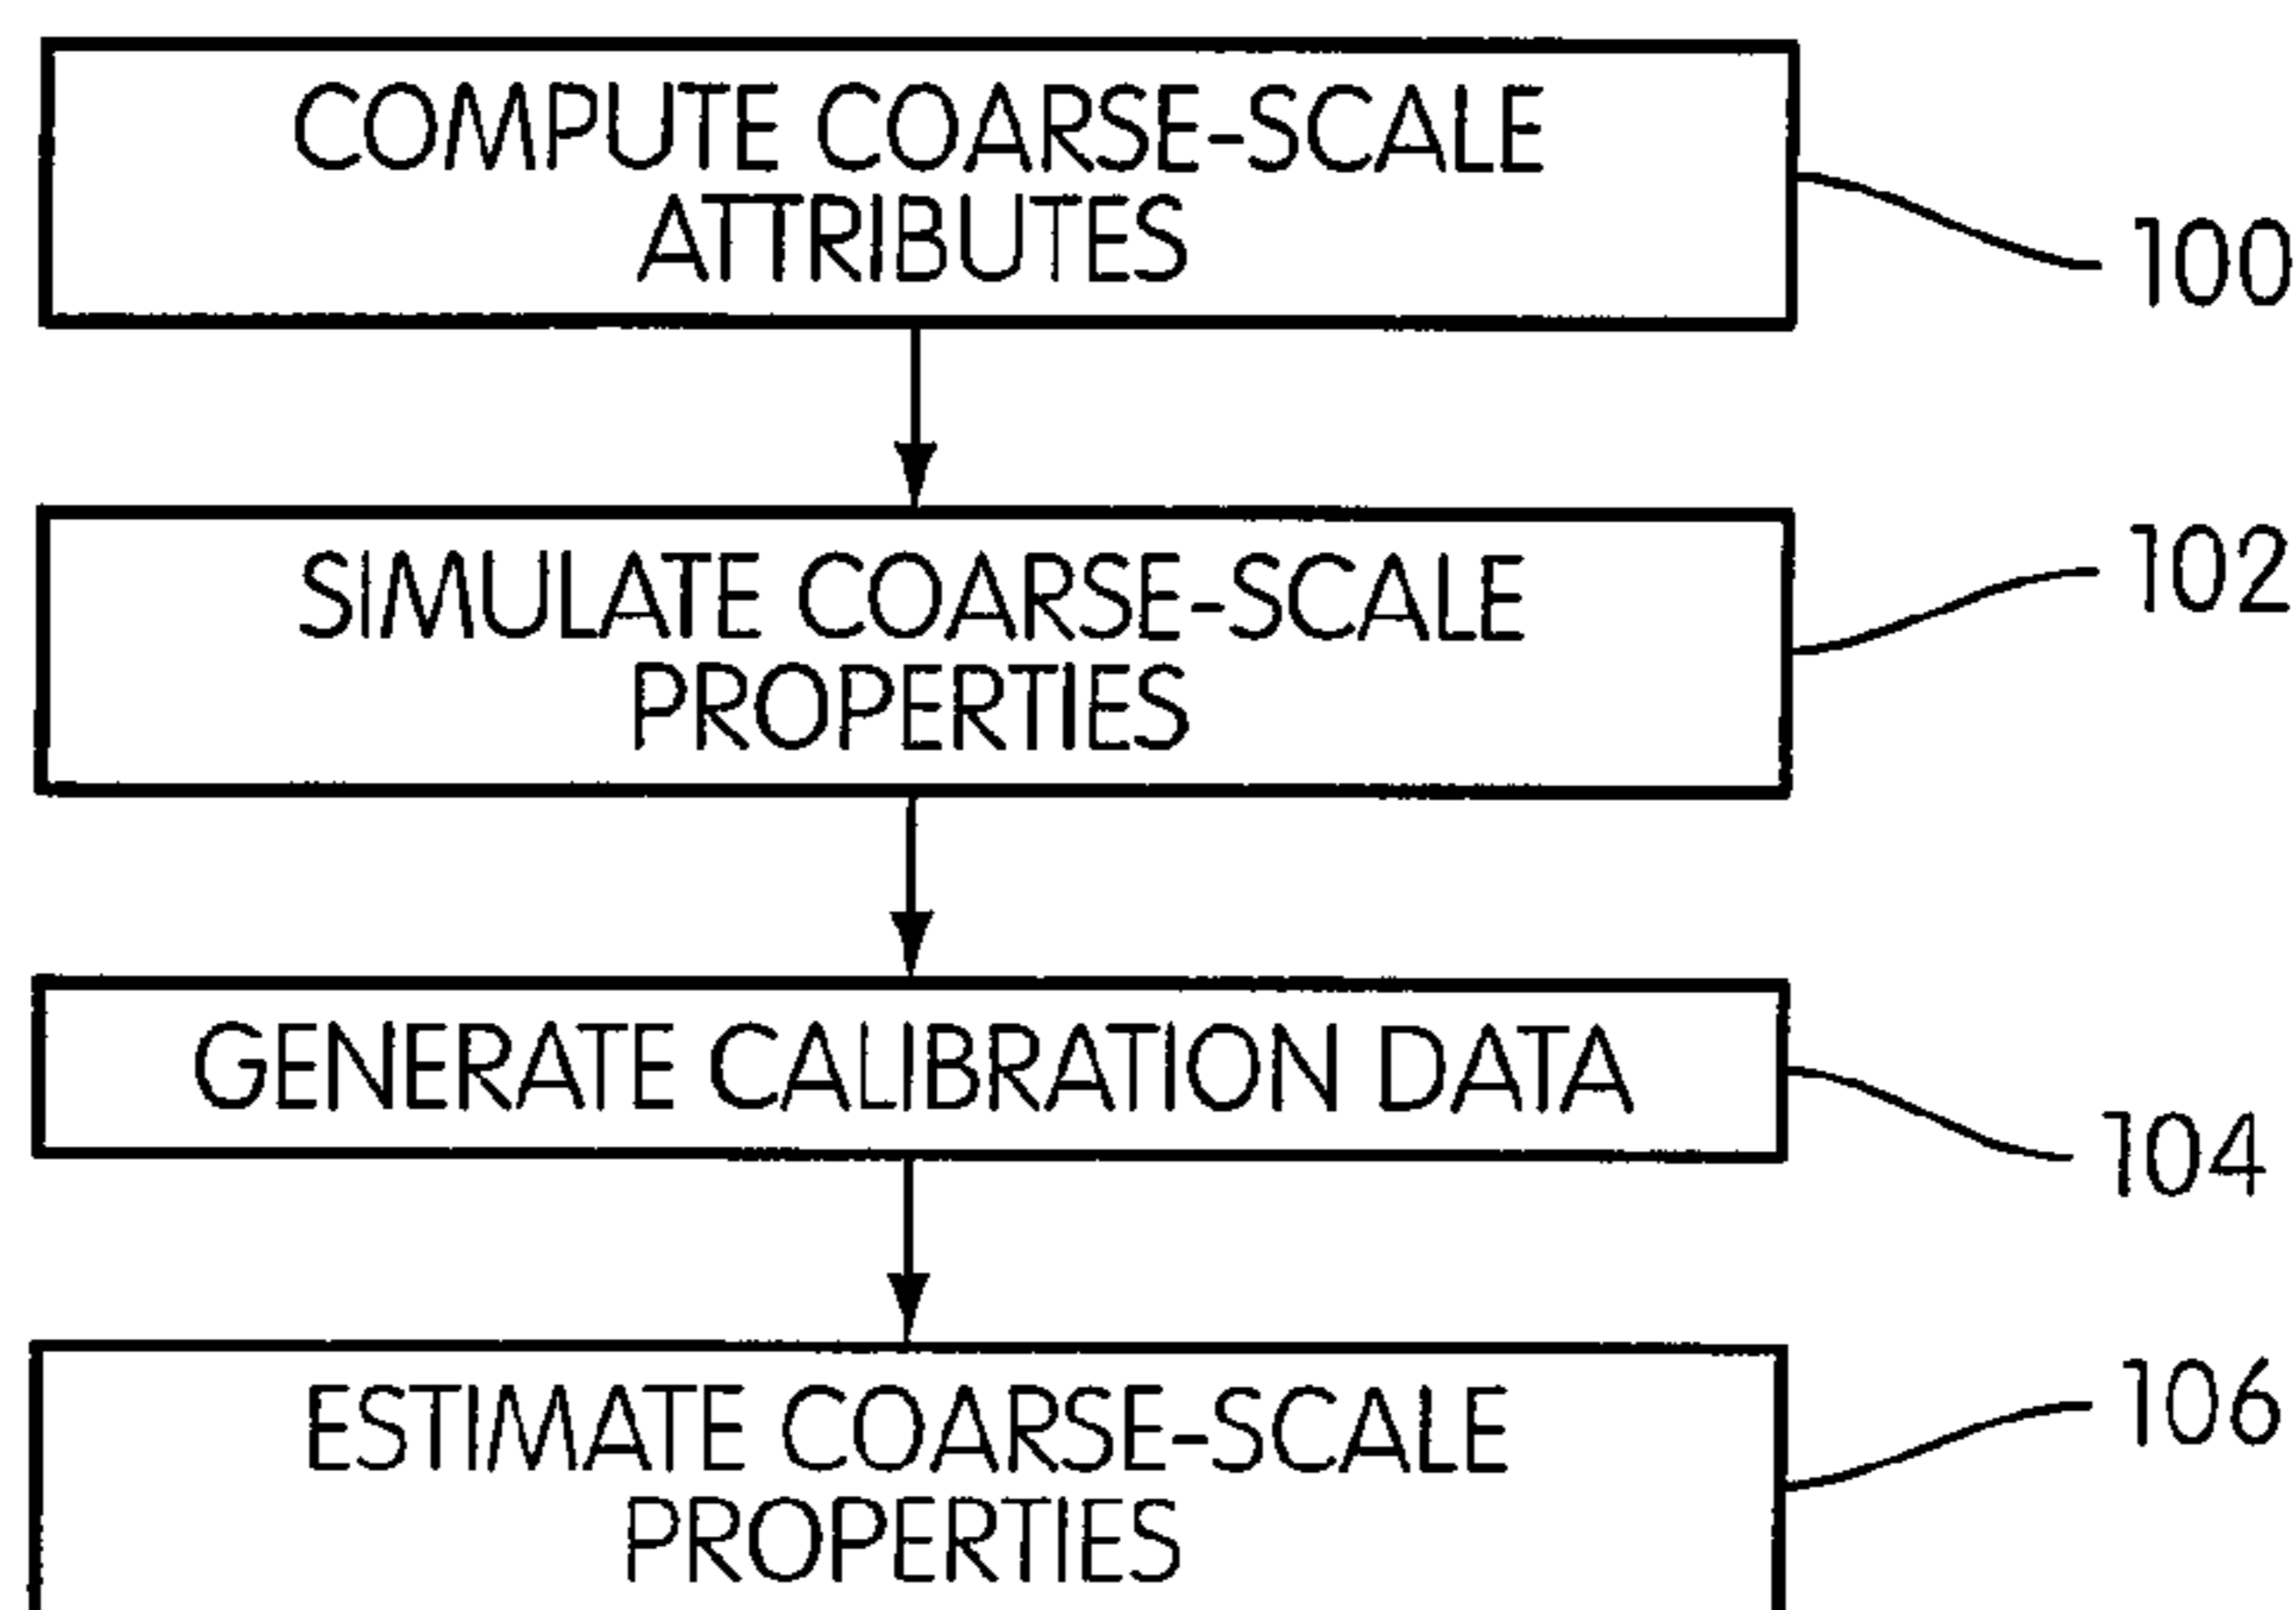 COMPUTE COARSE-SCALE
ATTRIBUTES
100
SIMULATE COARSE-SCALE
PROPERTIES
102
GENERATE CALIBRATION DATA
104
ESTIMATE COARSE-SCALE
PROPERTIES
106